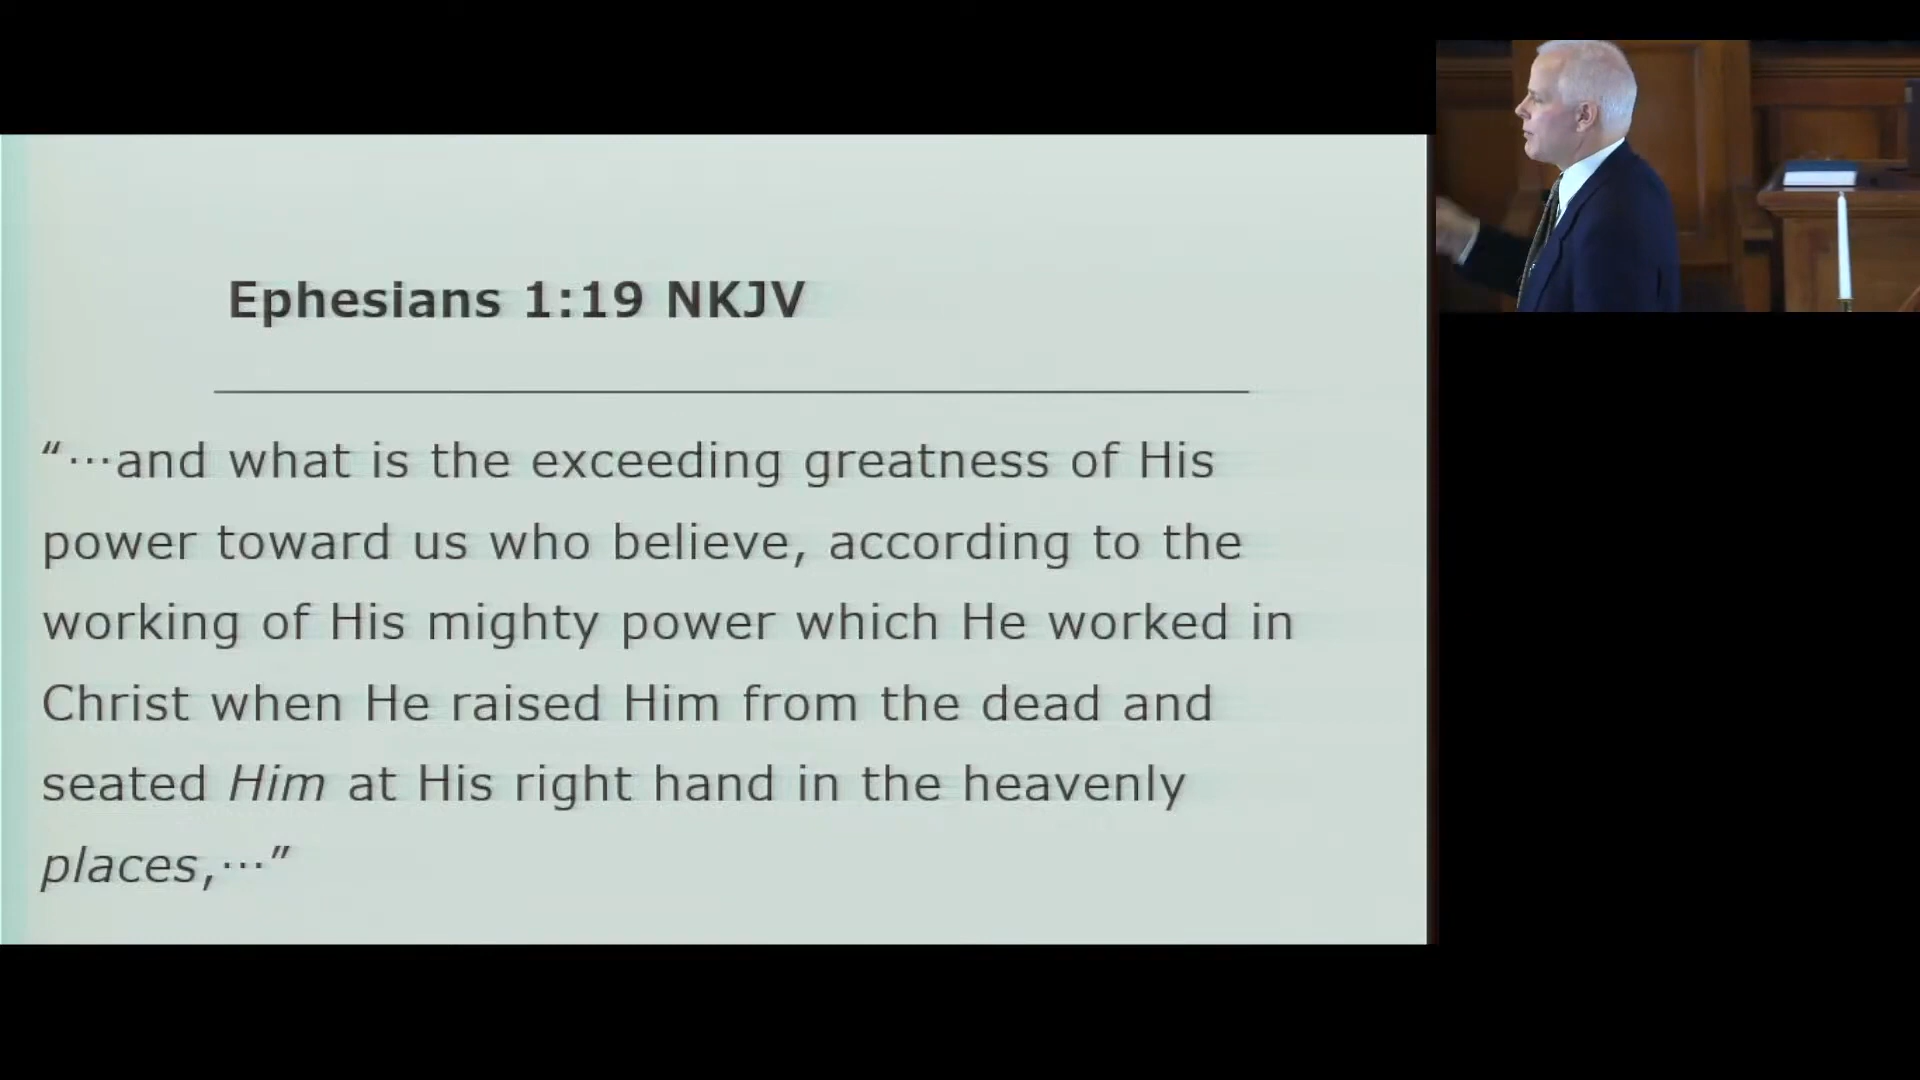 Ephesians 1:19 NKJV
“…and what is the exceeding greatness of His
power toward us who believe, according to the
working of His mighty power which He worked in
Christ when He raised Him from the dead and
seated Him at His right hand in the heavenly
places,…”